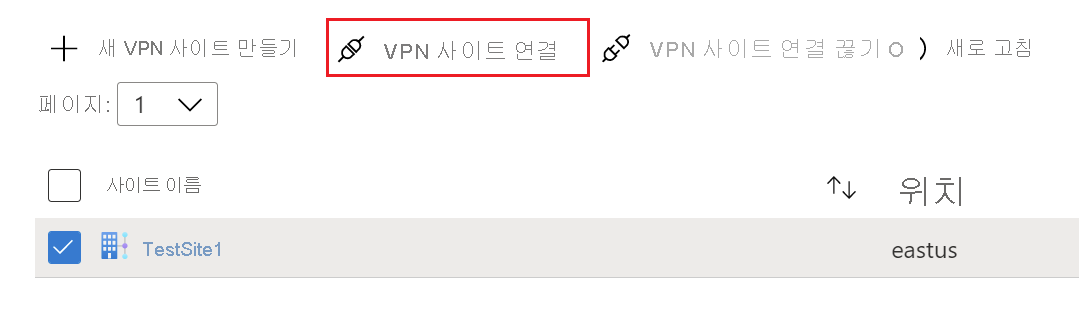 새 VPN 사이트 만들기 VPN 사이트 연결 VPN 사이트 연결 끊기 O ) 새로 고침
페이지: 1
사이트 이름 위치
TestSite1 eastus